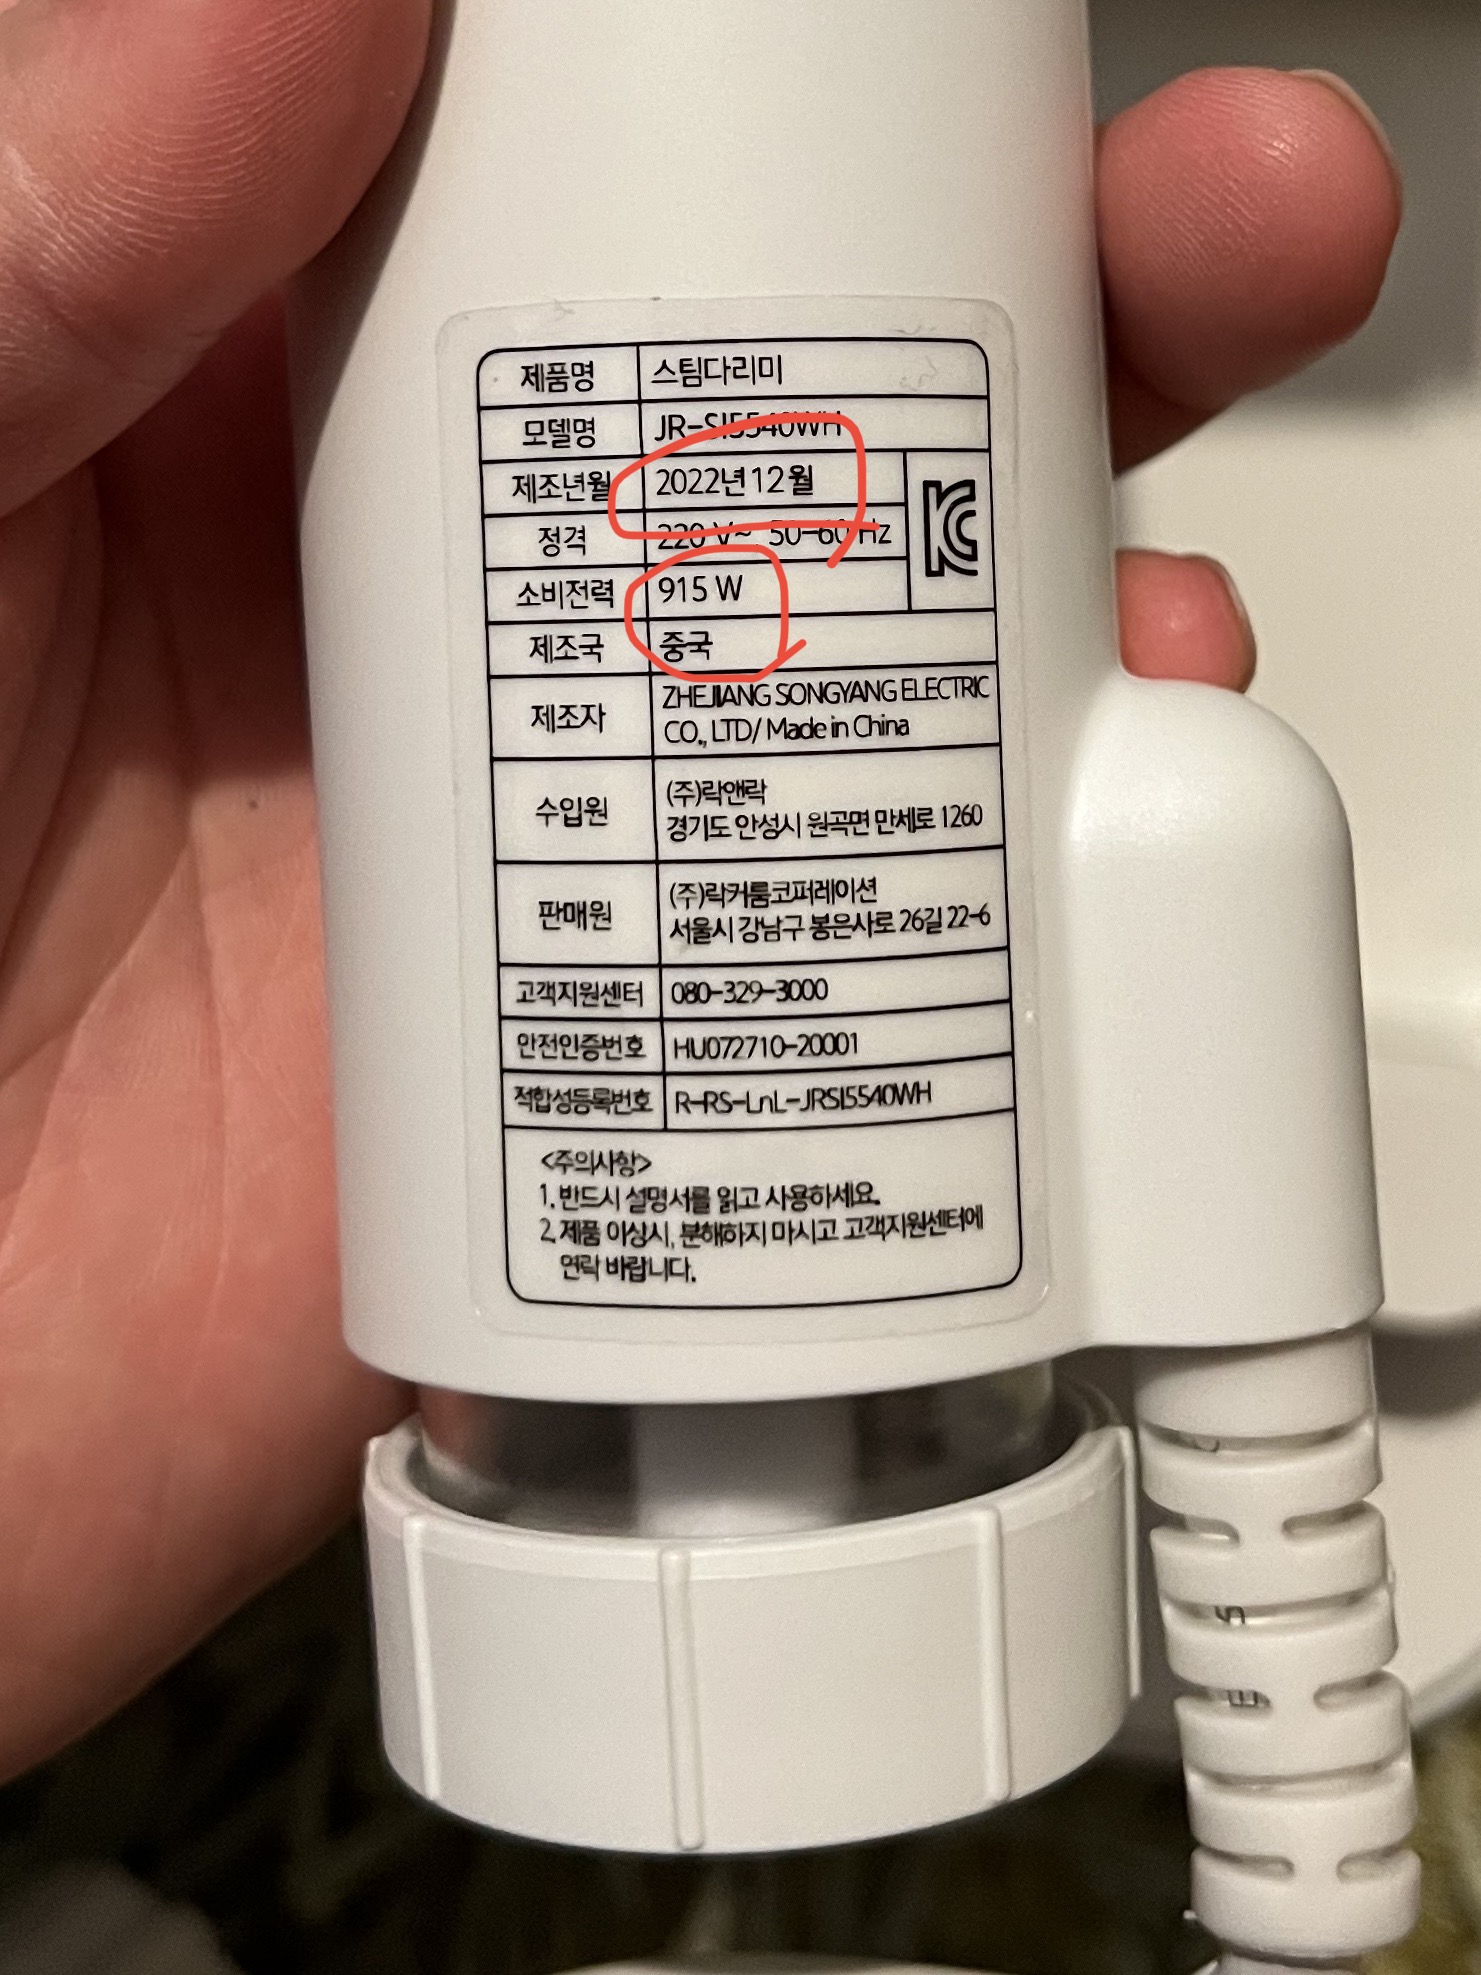 제품명 스팀다리미
모델명 JR-SI5540WH
제조년월 2022년 12월
정격 220 V~ 50-60 Hz
소비전력 915 W
제조국 중국
제조자 ZHEJIANG SONGYANG ELECTRIC
CO., LTD/ Made in China
수입원 (주)락앤락
경기도 안성시 원곡면 만세로 1260
판매원 (주)락커룸코퍼레이션
서울시 강남구 봉은사로 26길 22-6
고객지원센터 080-329-3000
안전인증번호 HU072710-20001
적합성등록번호 R-RS-LnL-JRSI5540WH
<주의사항>
1. 반드시 설명서를 읽고 사용하세요.
2. 제품 이상시, 분해하지 마시고 고객지원센터에
연락 바랍니다.